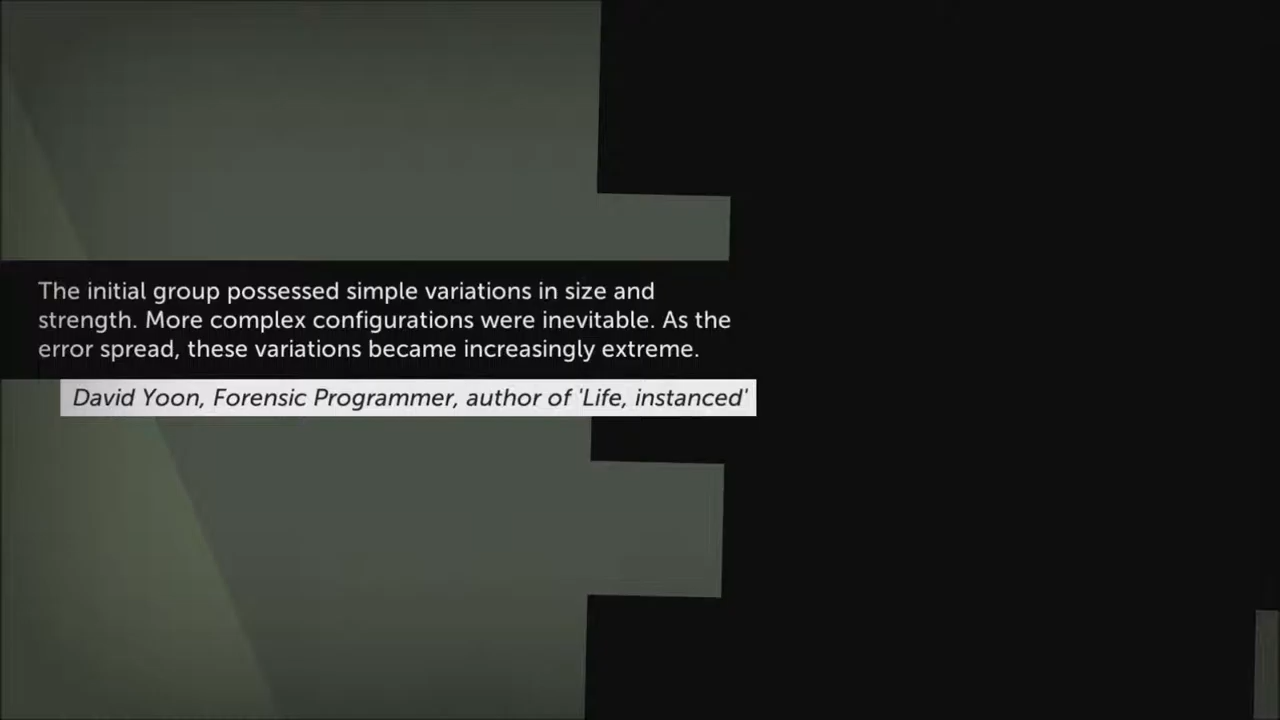 The initial group possessed simple variations in size and
strength. More complex configurations were inevitable. As the
error spread, these variations became increasingly extreme.
David Yoon, Forensic Programmer, author of 'Life, instanced'